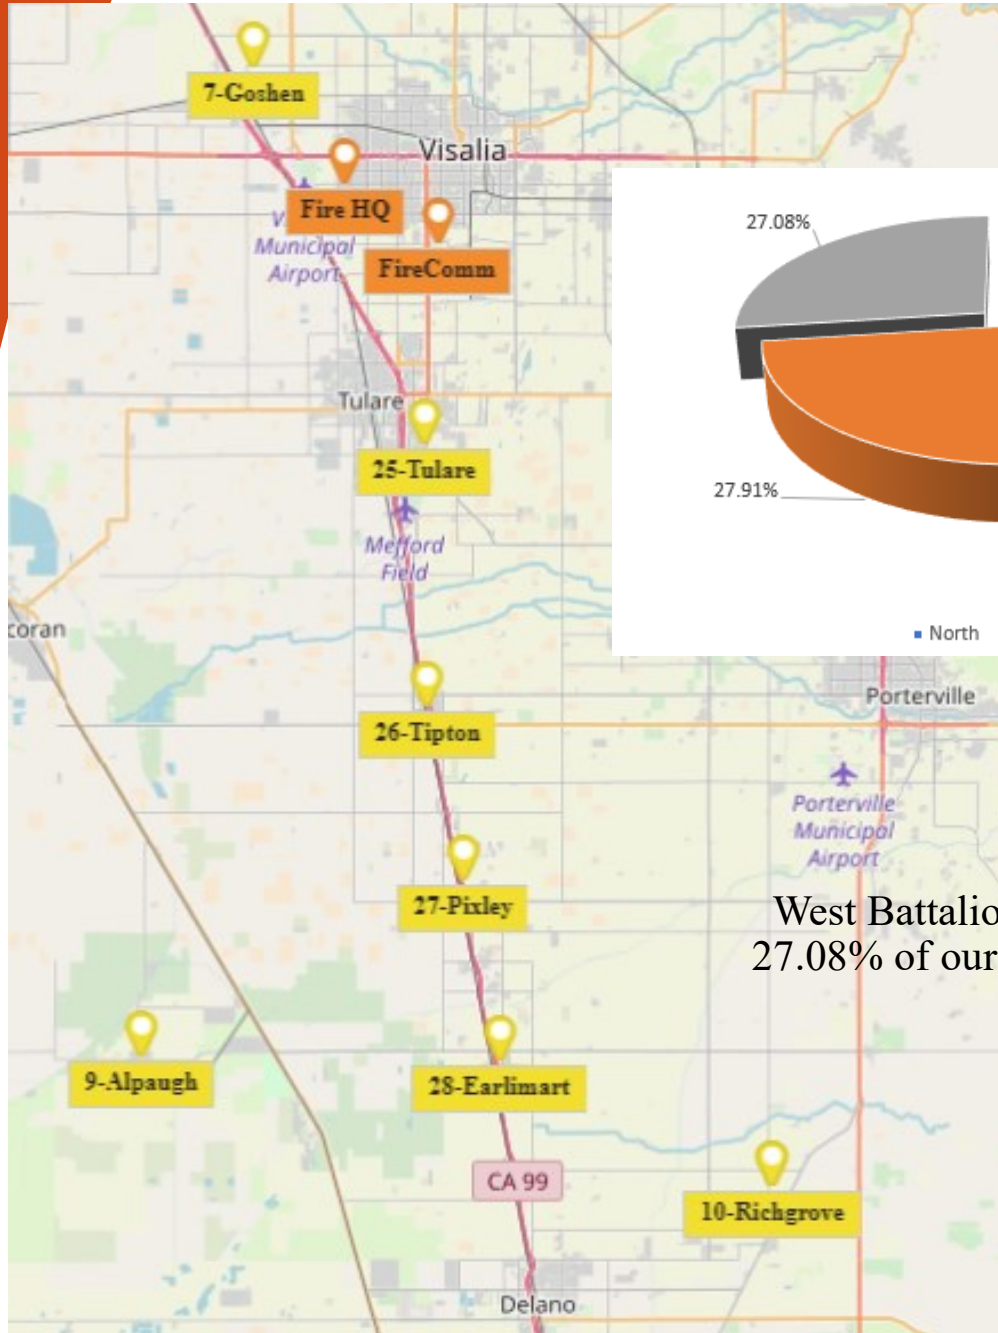 7-Goshen
Visalia
Fire HQ
Municipal
Airport
FireComm
27.08%
Tulare
25-Tulare
27.91%
Mefford
Field
coran
North
26-Tipton
Porterville
Porterville
Municipal
Airport
27-Pixley
West Battalio
27.08% of our
9-Alpaugh
28-Earlimart
CA 99
10-Richgrove
Delano